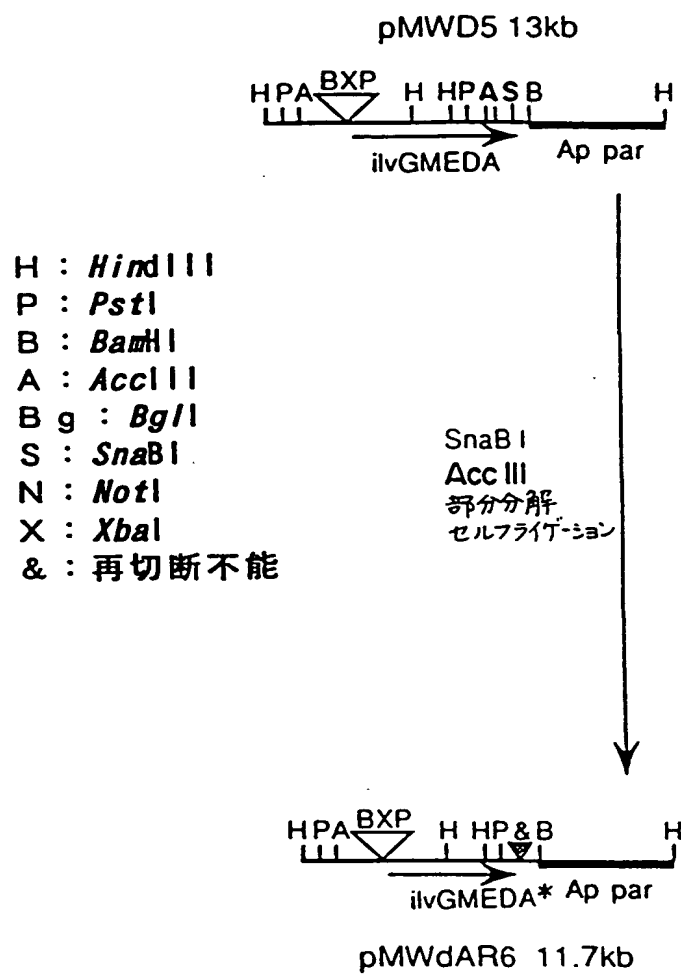 pMWD5 13kb
H P A BXP H H P A S B H
ilvGMEDA Ap par
H : HindIII
P : PstI
B : BamHI
A : AccIII
Bg : BglI
S : SnaBI
N : NotI
X : XbaI
& : 再切断不能
SnaBI
AccIII
部分分解
セルフライゲーション
H P A BXP H H P & B H
ilvGMEDA* Ap par
pMWdAR6 11.7kb